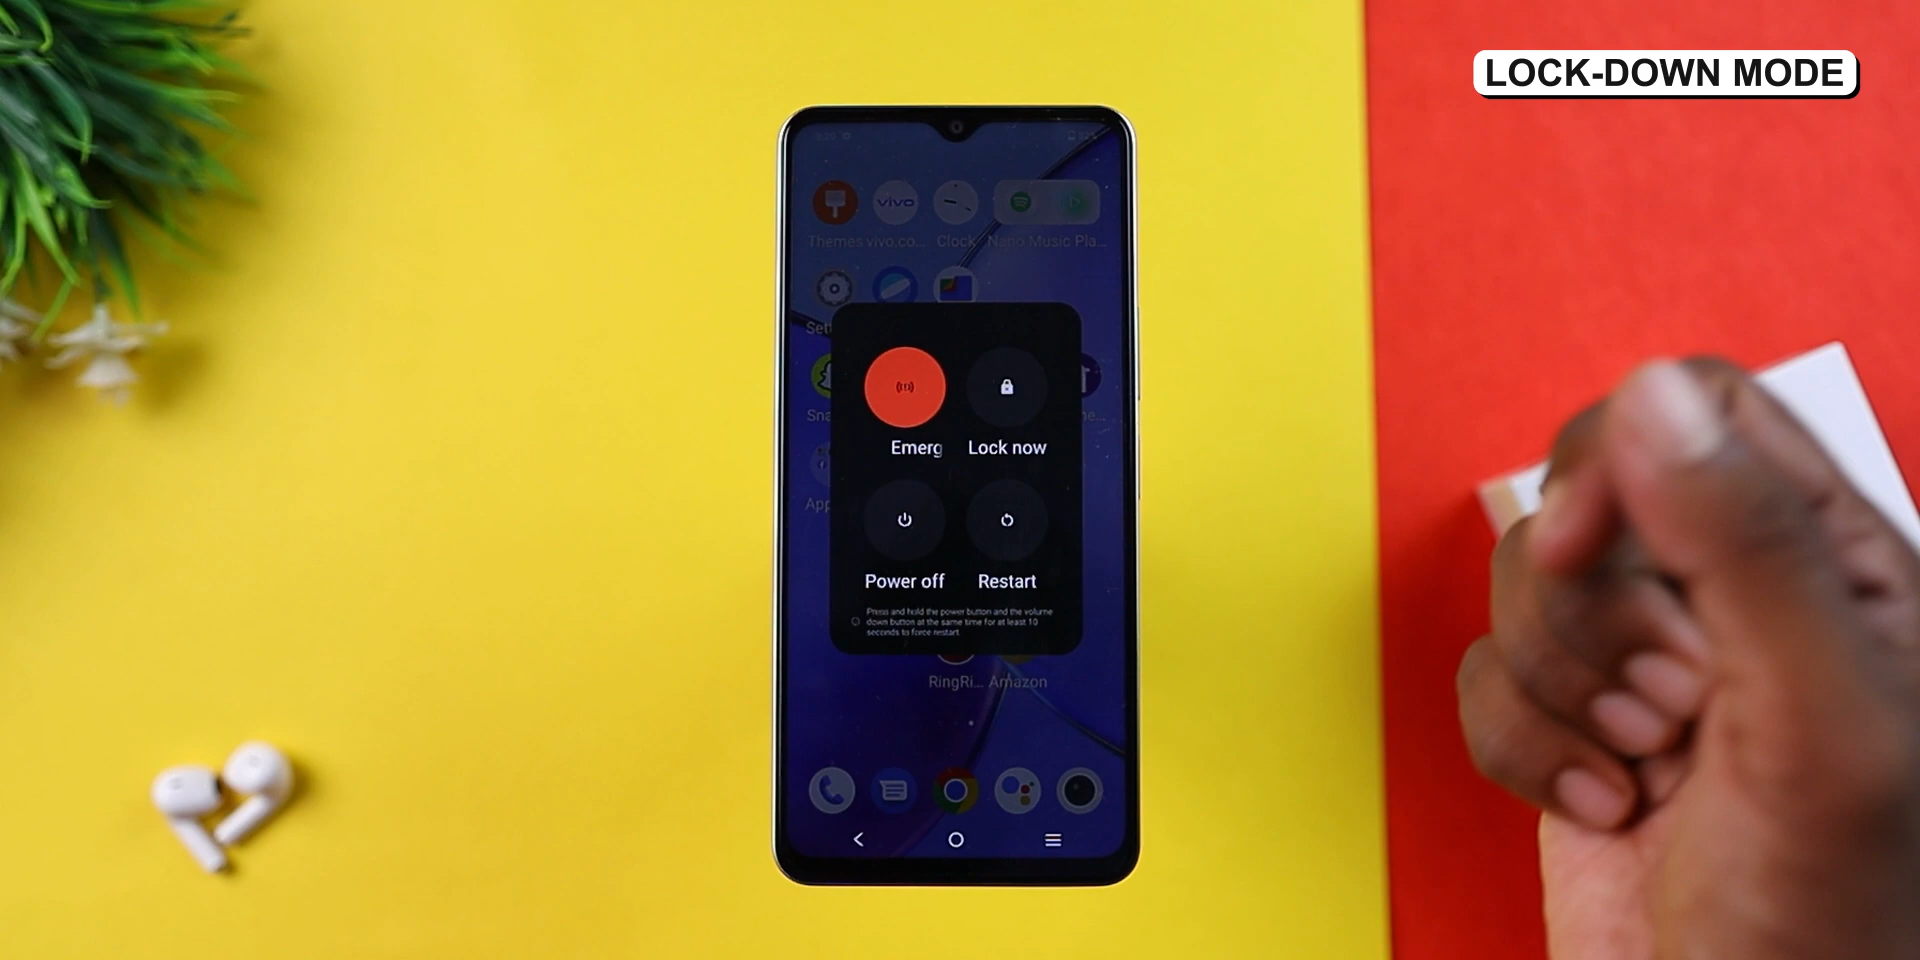 LOCK-DOWN MODE
vivo
Themes vivo.co... Clock Nano Music Pla...
Emerg Lock now
Power off Restart
Press and hold the power button and the volume
down button at the same time for at least 10
seconds to force restart.
RingRi... Amazon